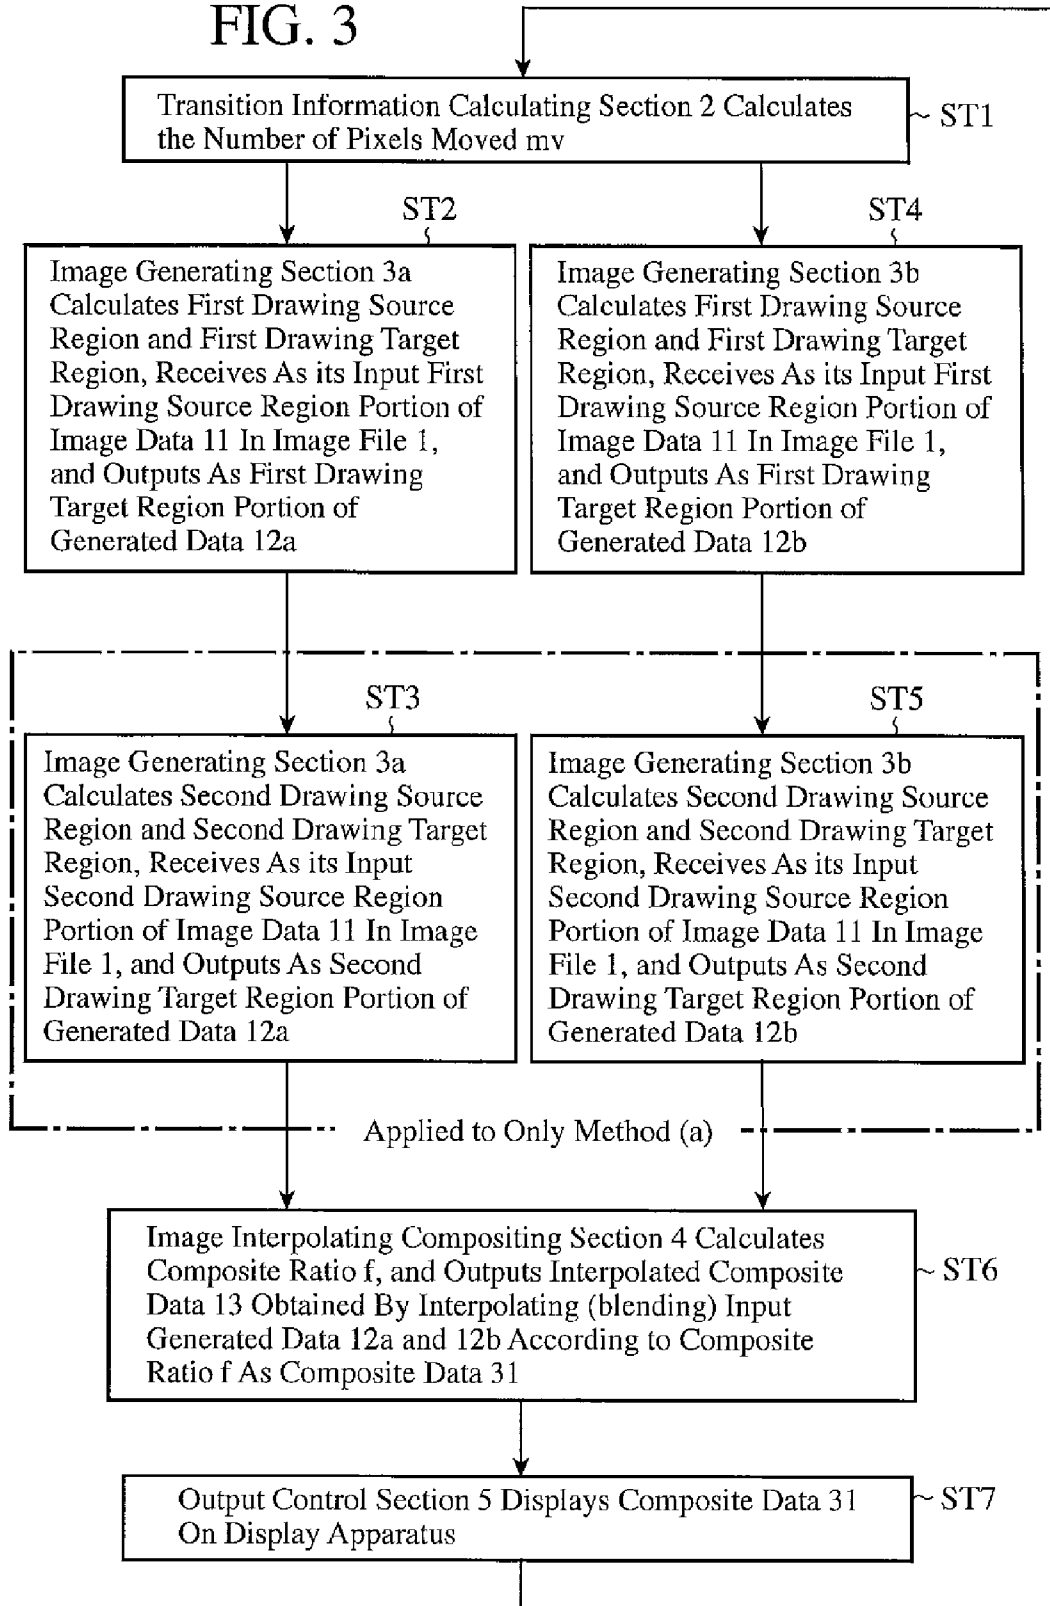 FIG. 3
Transition Information Calculating Section 2 Calculates
the Number of Pixels Moved mv
ST1
ST2
Image Generating Section 3a
Calculates First Drawing Source
Region and First Drawing Target
Region, Receives As its Input First
Drawing Source Region Portion of
Image Data 11 In Image File 1,
and Outputs As First Drawing
Target Region Portion of
Generated Data 12a
ST4
Image Generating Section 3b
Calculates First Drawing Source
Region and First Drawing Target
Region, Receives As its Input First
Drawing Source Region Portion of
Image Data 11 In Image File 1,
and Outputs As First Drawing
Target Region Portion of
Generated Data 12b
ST3
Image Generating Section 3a
Calculates Second Drawing Source
Region and Second Drawing Target
Region, Receives As its Input
Second Drawing Source Region
Portion of Image Data 11 In Image
File 1, and Outputs As Second
Drawing Target Region Portion of
Generated Data 12a
ST5
Image Generating Section 3b
Calculates Second Drawing Source
Region and Second Drawing Target
Region, Receives As its Input
Second Drawing Source Region
Portion of Image Data 11 In Image
File 1, and Outputs As Second
Drawing Target Region Portion of
Generated Data 12b
Applied to Only Method (a)
Image Interpolating Compositing Section 4 Calculates
Composite Ratio f, and Outputs Interpolated Composite
Data 13 Obtained By Interpolating (blending) Input
Generated Data 12a and 12b According to Composite
Ratio f As Composite Data 31
ST6
Output Control Section 5 Displays Composite Data 31
On Display Apparatus
ST7